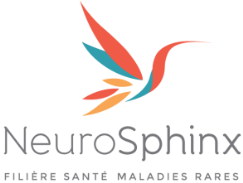 NeuroSphinx
FILIÈRE SANTÉ MALADIES RARES